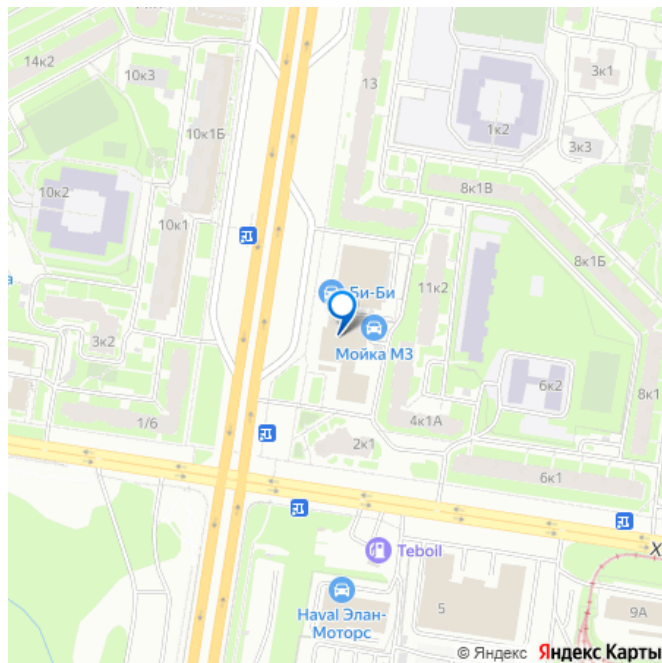 14к2
10к3
13
3к1
10к1Б
1к2
3к3
10к2
8к1В
10к1
8к1Б
а
Би-Би
11к2
3к2
Мойка М3
6к2
8к1
1/6
4к1А
2к1
6к1
Teboil
Х
Haval Элан-
Моторс
5
9А
© Яндекс Яндекс Карты